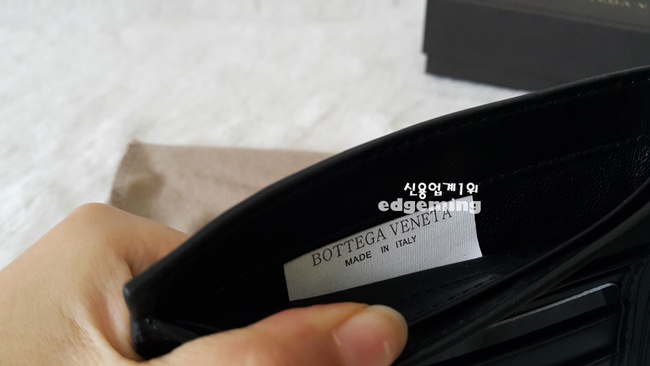 신용업계1위
edgeming
BOTTEGA VENETA
MADE IN ITALY